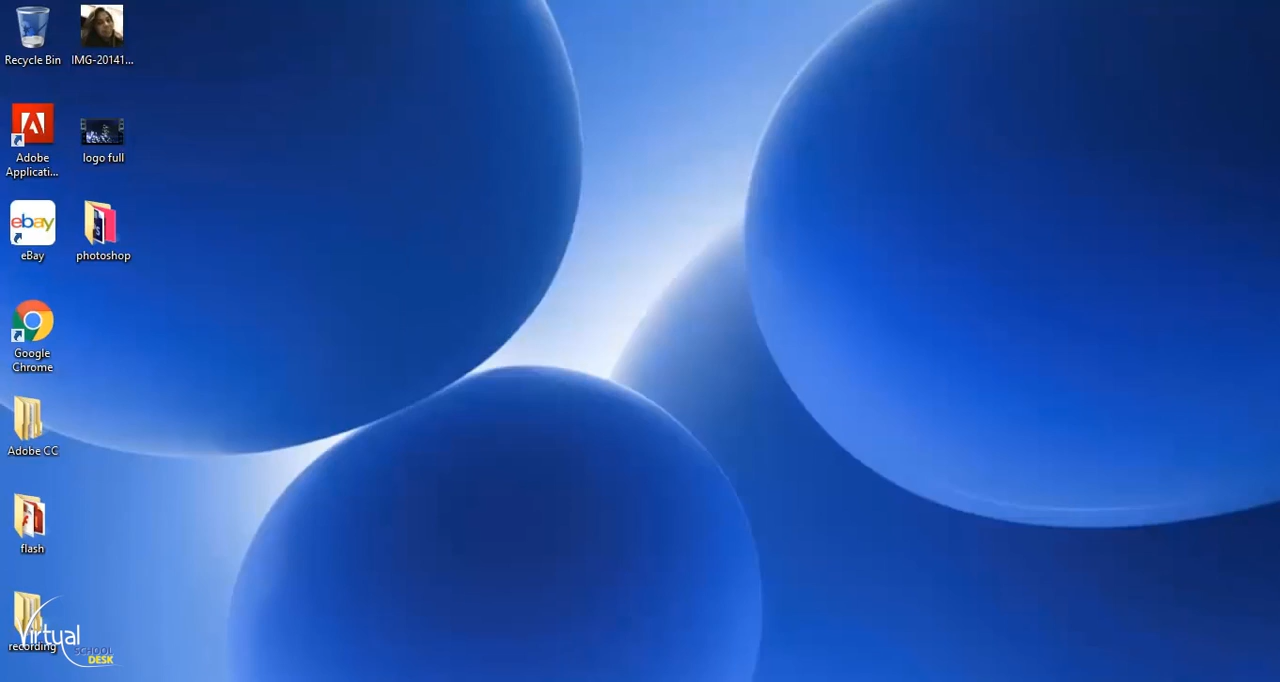 Recycle Bin
IMG-20141...
Adobe
Applicati...
logo full
ebay
eBay
photoshop
Google
Chrome
Adobe CC
flash
recording
Virtual
SCHOOL
DESK